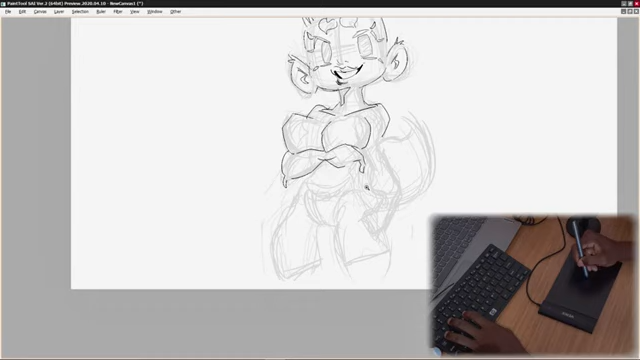 PaintTool SAI Ver.2 (64bit) Preview.2020.04.10 - NewCanvas1 (*)
File Edit Canvas Layer Selection Ruler Filter View Window Other